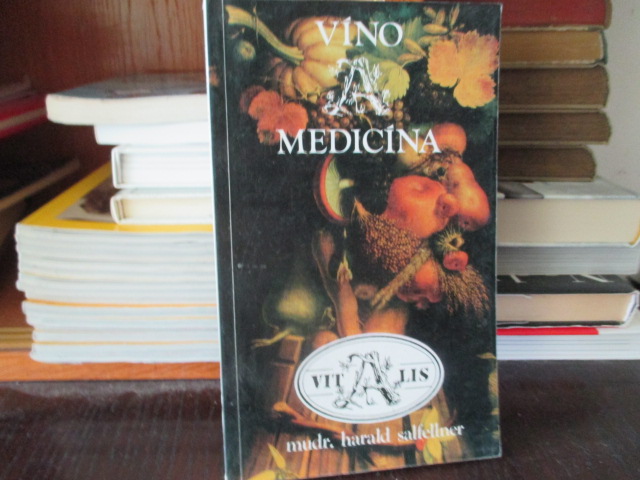 VÍNO
A
MEDICÍNA
VITALIS
mudr. harald salfellner